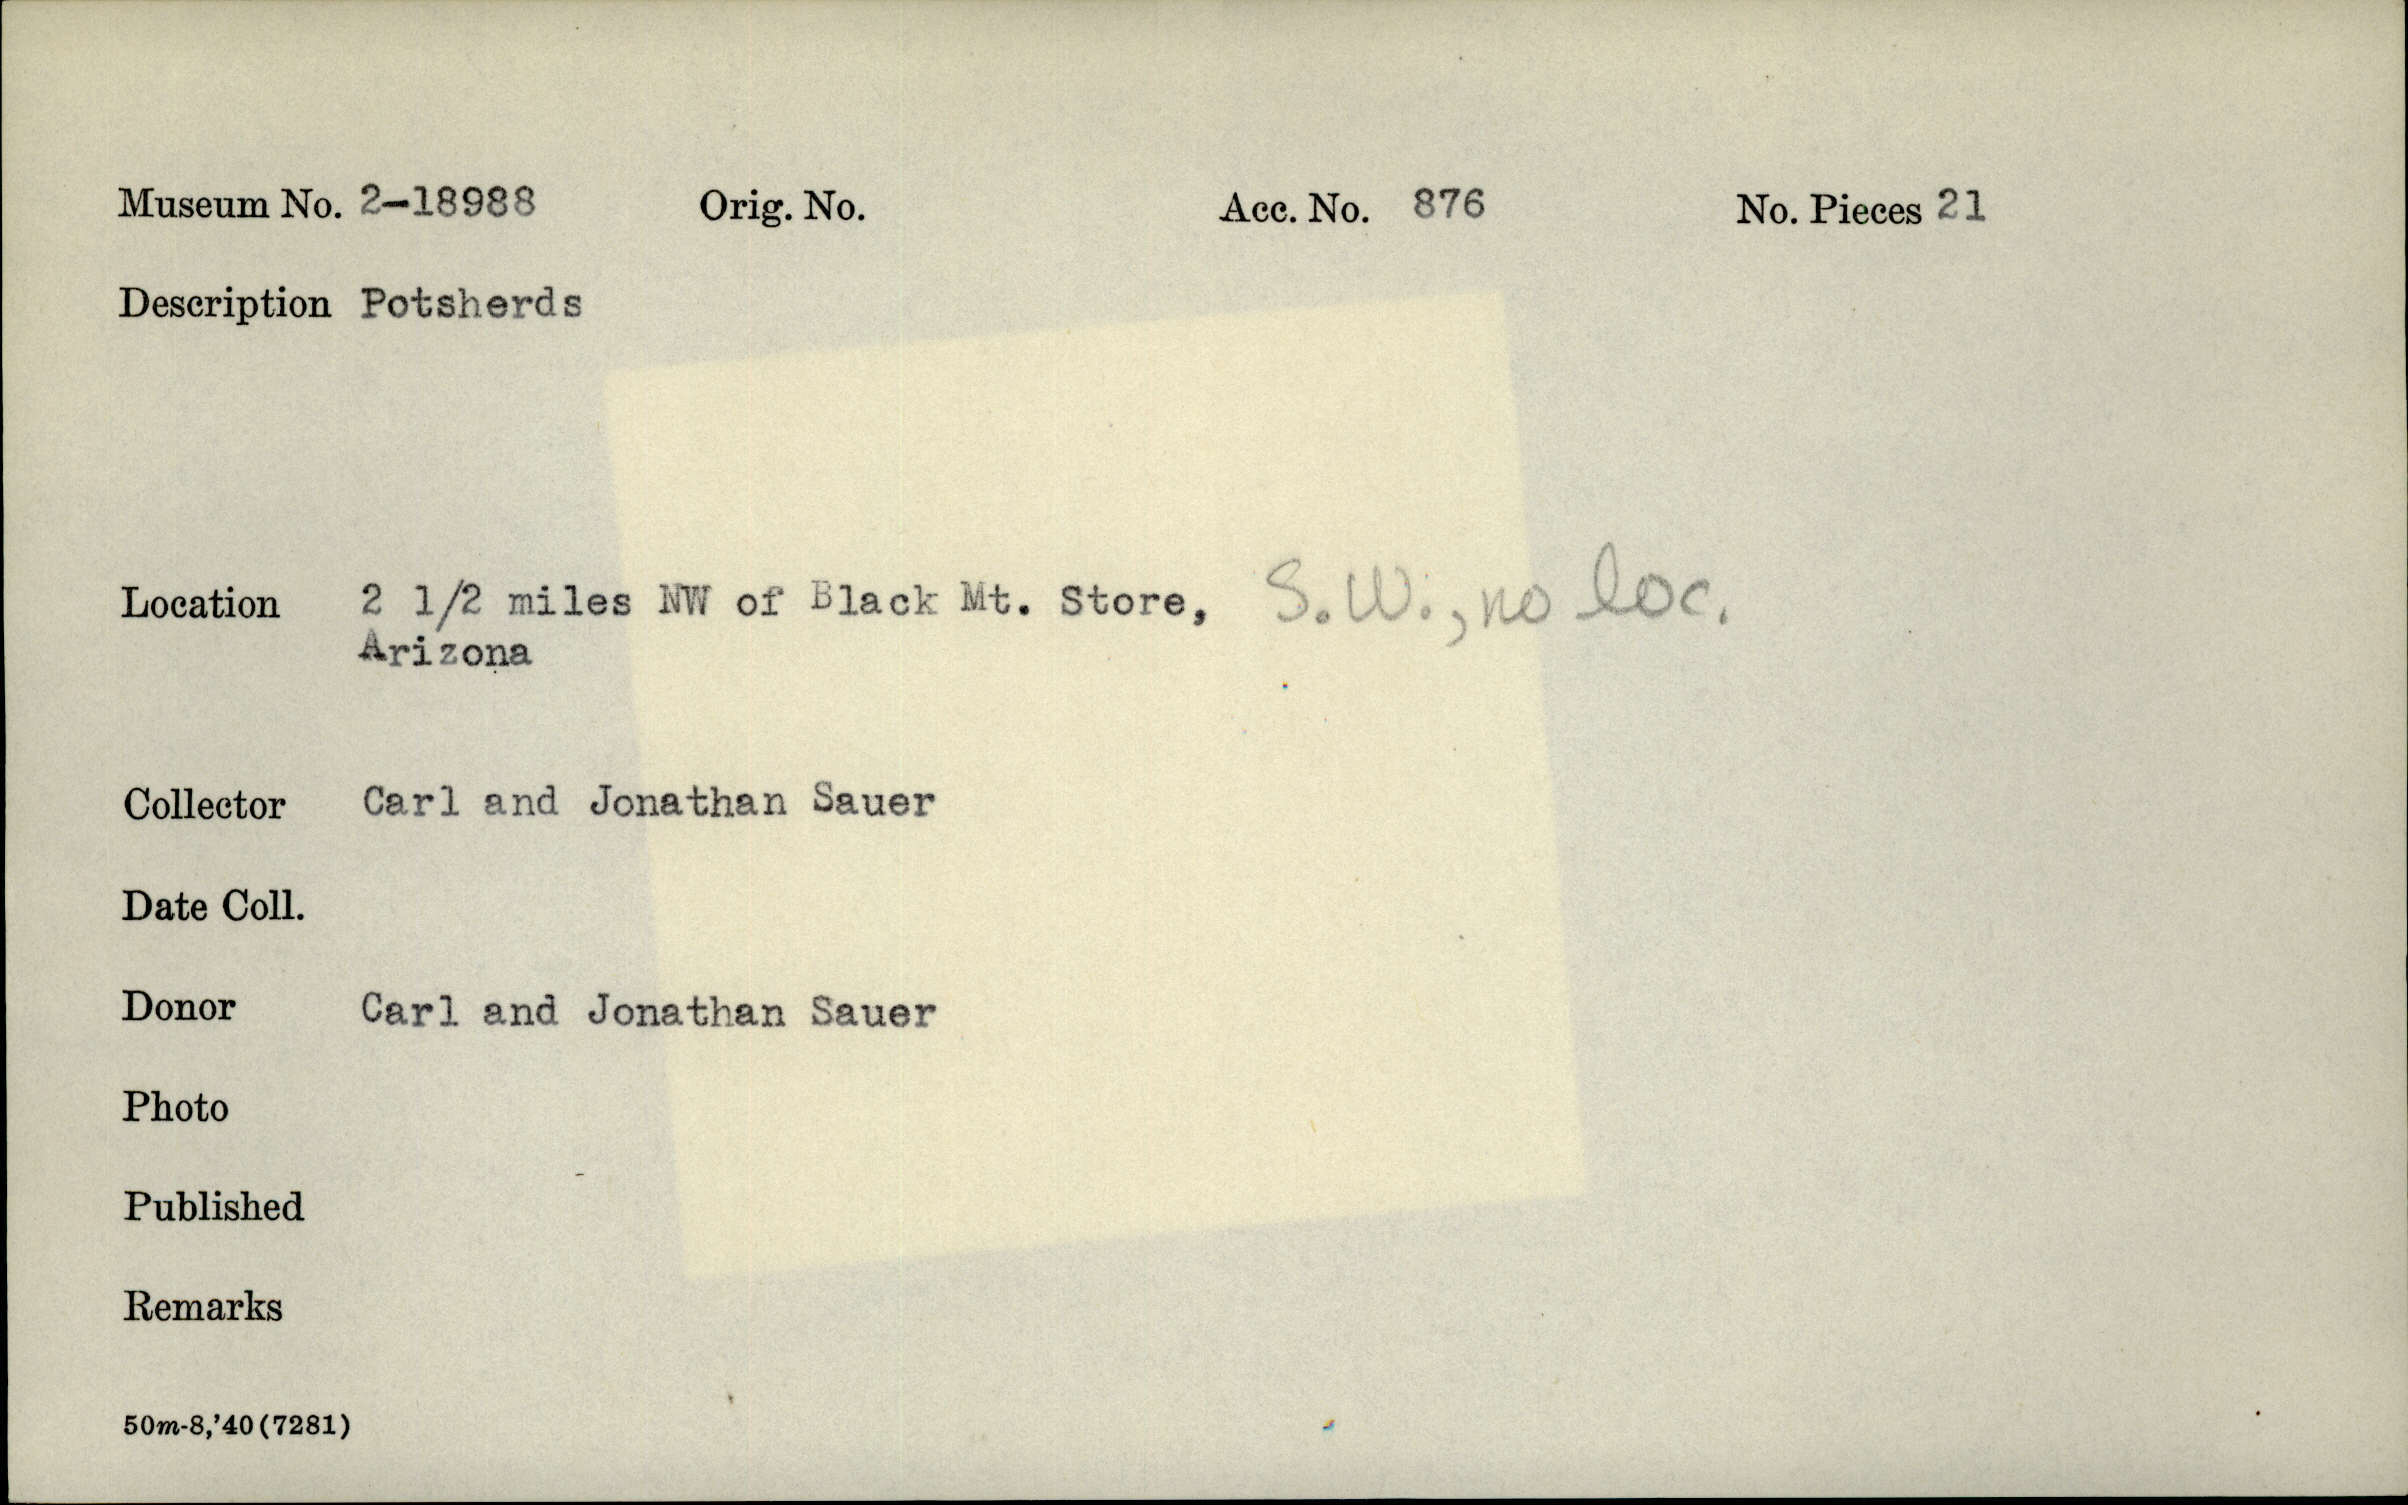 Museum No. 2-18988 Orig. No. Acc. No. 876 No. Pieces 21
Description Potsherds
Location 2 1/2 miles NW of Black Mt. Store, S.W., no loc.
Arizona
Collector Carl and Jonathan Sauer
Date Coll.
Donor Carl and Jonathan Sauer
Photo
Published
Remarks
50m-8,'40(7281)